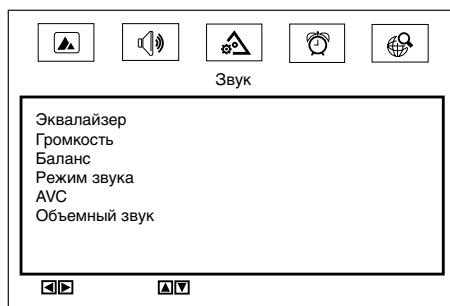 Звук
Эквалайзер
Громкость
Баланс
Режим звука
AVC
Объемный звук